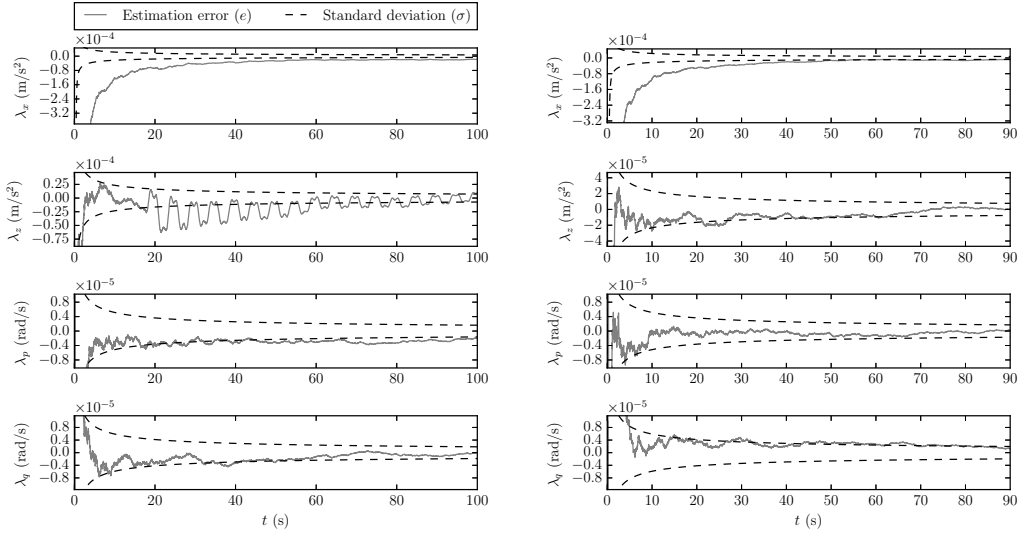 Estimation error (e) Standard deviation (σ)
×10⁻⁴
0.0
−0.8
−1.6
−2.4
−3.2
λₓ (m/s²)
0 20 40 60 80 100
×10⁻⁴
0.25
0.00
−0.25
−0.50
−0.75
λ_z (m/s²)
0 20 40 60 80 100
×10⁻⁵
0.8
0.4
0.0
−0.4
−0.8
λ_p (rad/s)
0 20 40 60 80 100
×10⁻⁵
0.8
0.4
0.0
−0.4
−0.8
λ_q (rad/s)
0 20 40 60 80 100
t (s)
×10⁻⁴
0.0
−0.8
−1.6
−2.4
−3.2
λₓ (m/s²)
0 10 20 30 40 50 60 70 80 90
×10⁻⁵
4
2
0
−2
−4
λ_z (m/s²)
0 10 20 30 40 50 60 70 80 90
×10⁻⁵
0.8
0.4
0.0
−0.4
−0.8
λ_p (rad/s)
0 10 20 30 40 50 60 70 80 90
×10⁻⁵
0.8
0.4
0.0
−0.4
−0.8
λ_q (rad/s)
0 10 20 30 40 50 60 70 80 90
t (s)